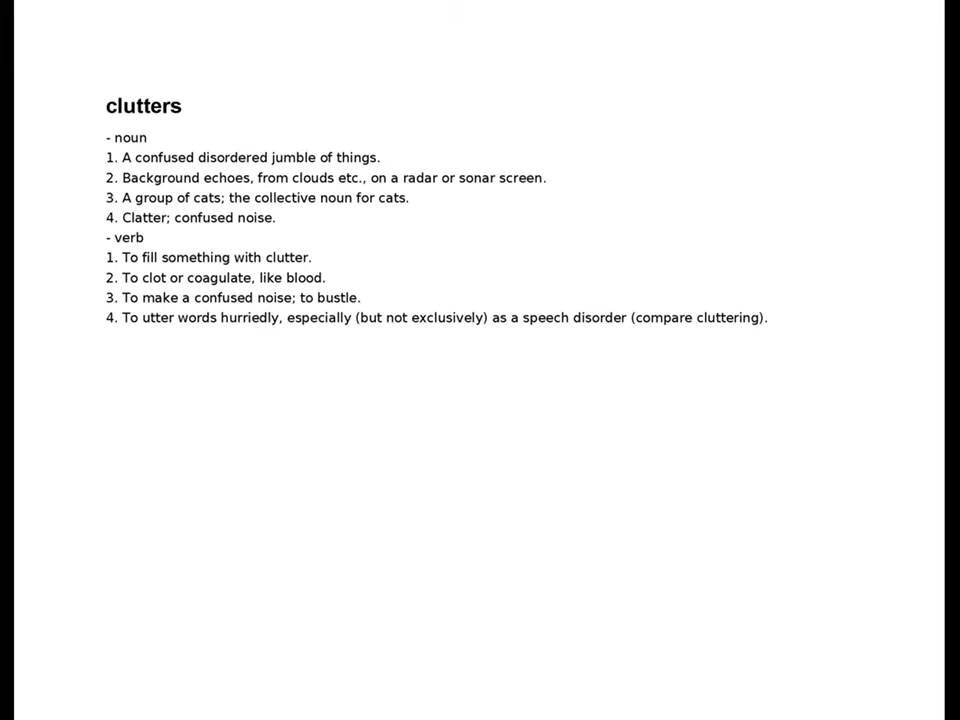 clutters
- noun
1. A confused disordered jumble of things.
2. Background echoes, from clouds etc., on a radar or sonar screen.
3. A group of cats; the collective noun for cats.
4. Clatter; confused noise.
- verb
1. To fill something with clutter.
2. To clot or coagulate, like blood.
3. To make a confused noise; to bustle.
4. To utter words hurriedly, especially (but not exclusively) as a speech disorder (compare cluttering).